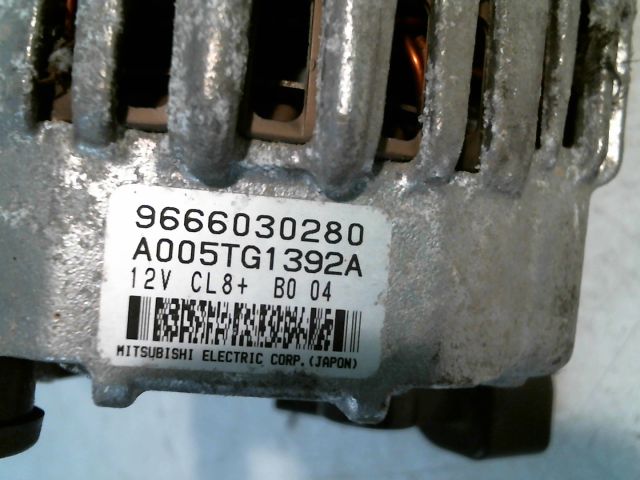 9666030280
A005TG1392A
12V CL8+ B0 04
MITSUBISHI ELECTRIC CORP.(JAPON)